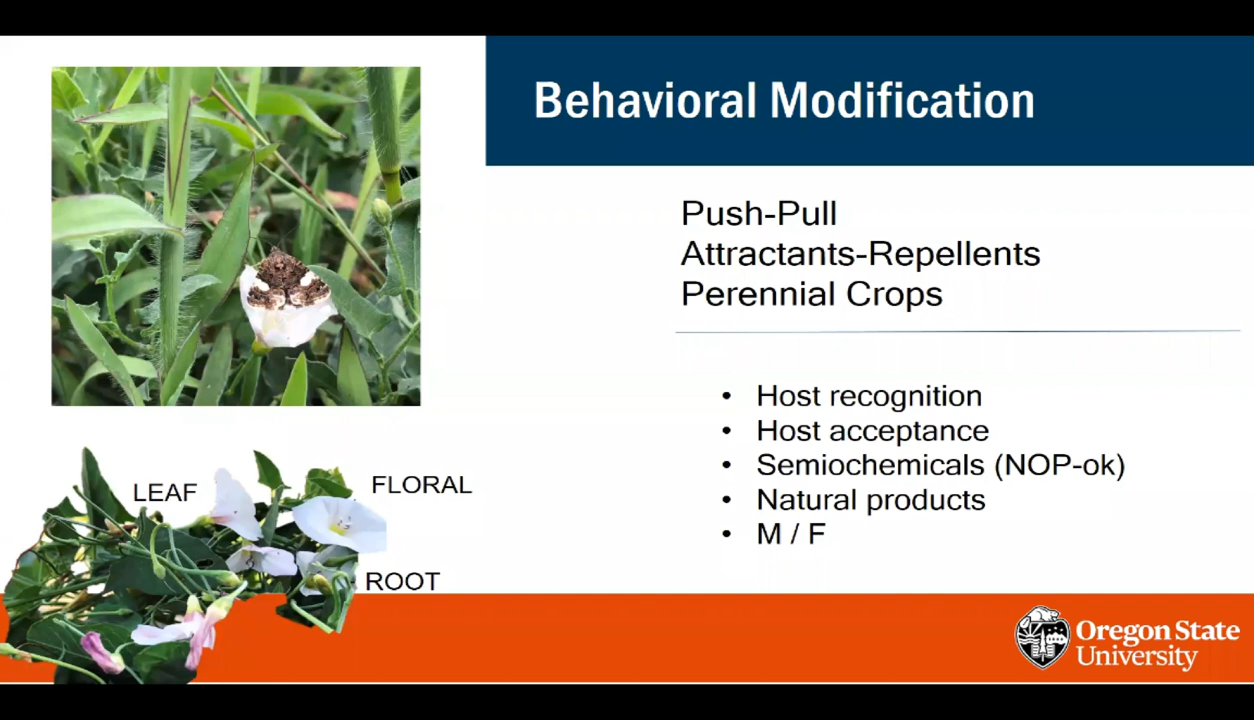 Behavioral Modification
Push-Pull
Attractants-Repellents
Perennial Crops
• Host recognition
• Host acceptance
• Semiochemicals (NOP-ok)
• Natural products
• M / F
LEAF
FLORAL
ROOT
Oregon State
University